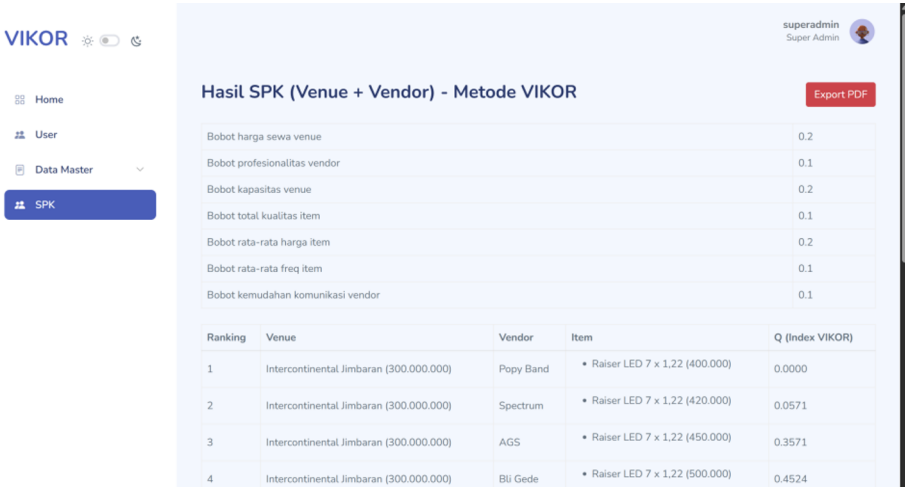 VIKOR
superadmin
Super Admin
Home
User
Data Master
SPK
Hasil SPK (Venue + Vendor) - Metode VIKOR
Export PDF
Bobot harga sewa venue 0.2
Bobot profesionalitas vendor 0.1
Bobot kapasitas venue 0.2
Bobot total kualitas item 0.1
Bobot rata-rata harga item 0.2
Bobot rata-rata freq item 0.1
Bobot kemudahan komunikasi vendor 0.1
Ranking Venue Vendor Item Q (Index VIKOR)
1 Intercontinental Jimbaran (300.000.000) Popy Band • Raiser LED 7 x 1,22 (400.000) 0.0000
2 Intercontinental Jimbaran (300.000.000) Spectrum • Raiser LED 7 x 1,22 (420.000) 0.0571
3 Intercontinental Jimbaran (300.000.000) AGS • Raiser LED 7 x 1,22 (450.000) 0.3571
4 Intercontinental Jimbaran (300.000.000) Bli Gede • Raiser LED 7 x 1,22 (500.000) 0.4524